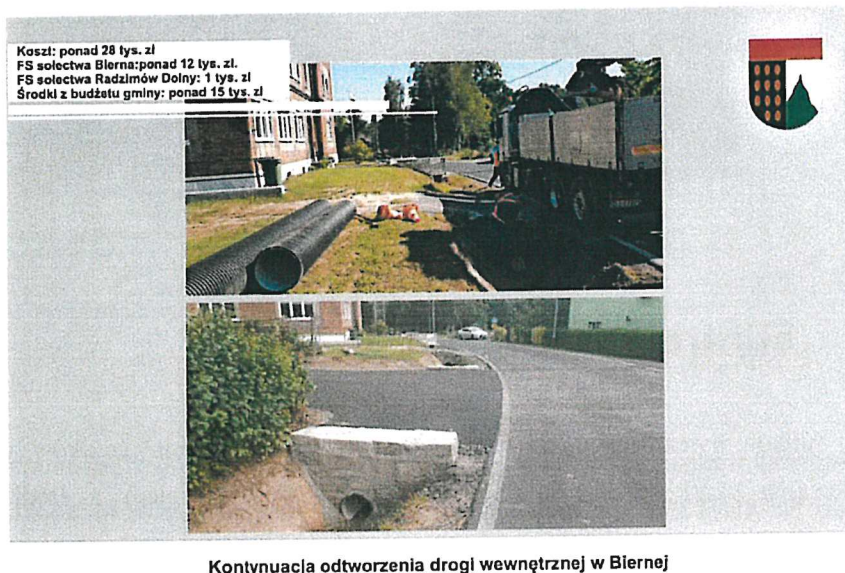 Koszt: ponad 28 tys. zł
FS sołectwa Bierna:ponad 12 tys. zł.
FS sołectwa Radzimów Dolny: 1 tys. zł
Środki z budżetu gminy: ponad 15 tys. zł
Kontynuacja odtworzenia drogi wewnętrznej w Biernej